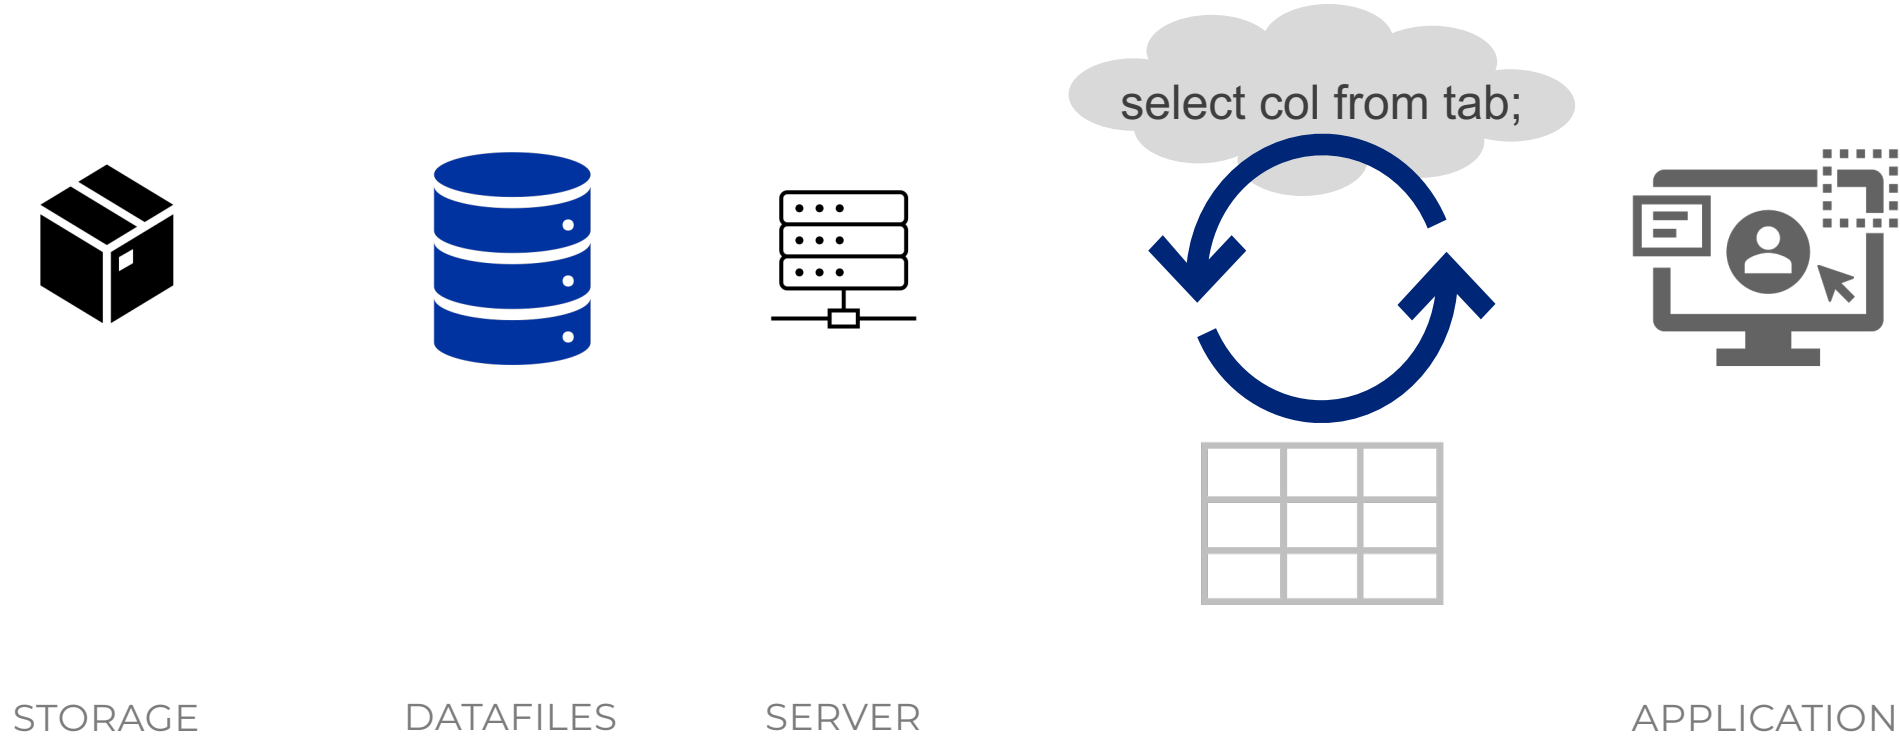 select col from tab;
STORAGE
DATAFILES
SERVER
APPLICATION